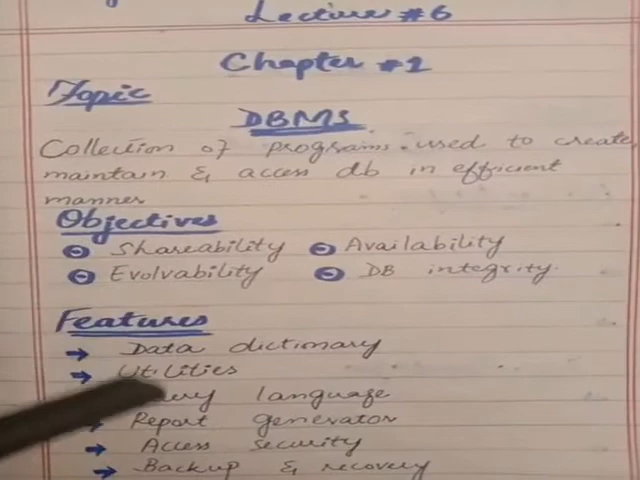 Lecture #6
Chapter #2
Topic
DBMS
Collection of programs used to create,
maintain & access db in efficient
manner
Objectives
Shareability Availability
Evolvability DB integrity
Features
→ Data dictionary
→ Utilities
language
→ Report generator
→ Access security
→ Backup & recovery